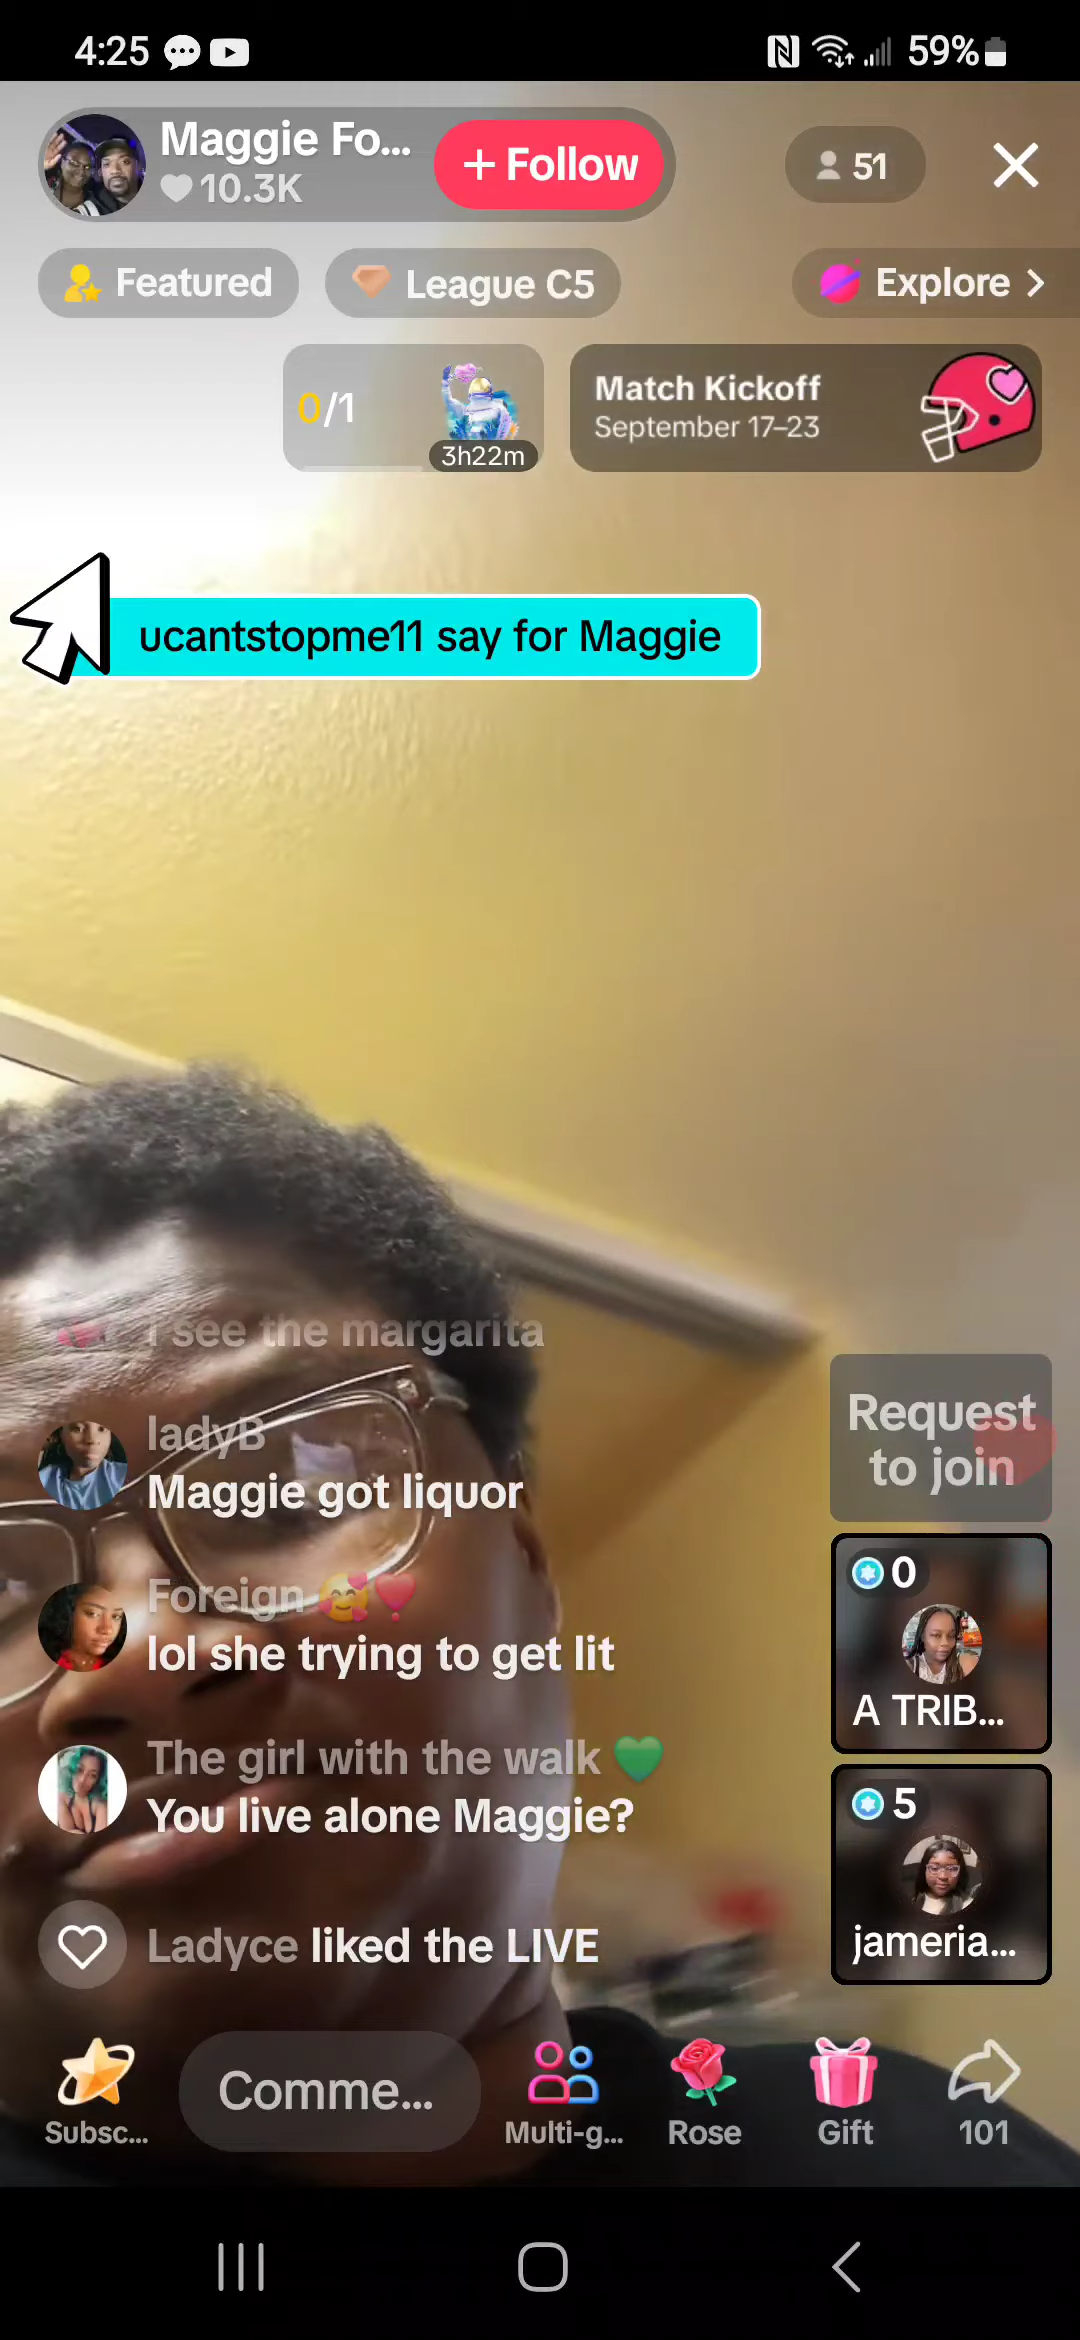 4:25
59%
Maggie Fo...
10.3K
+ Follow
51
Featured
League C5
Explore >
0/1
3h22m
Match Kickoff
September 17–23
ucantstopme11 say for Maggie
i see the margarita
ladyB
Maggie got liquor
Foreign 🥰❣️
lol she trying to get lit
The girl with the walk 💚
You live alone Maggie?
Ladyce liked the LIVE
Request
to join
0
A TRIB...
5
jameria...
Subsc...
Comme...
Multi-g...
Rose
Gift
101